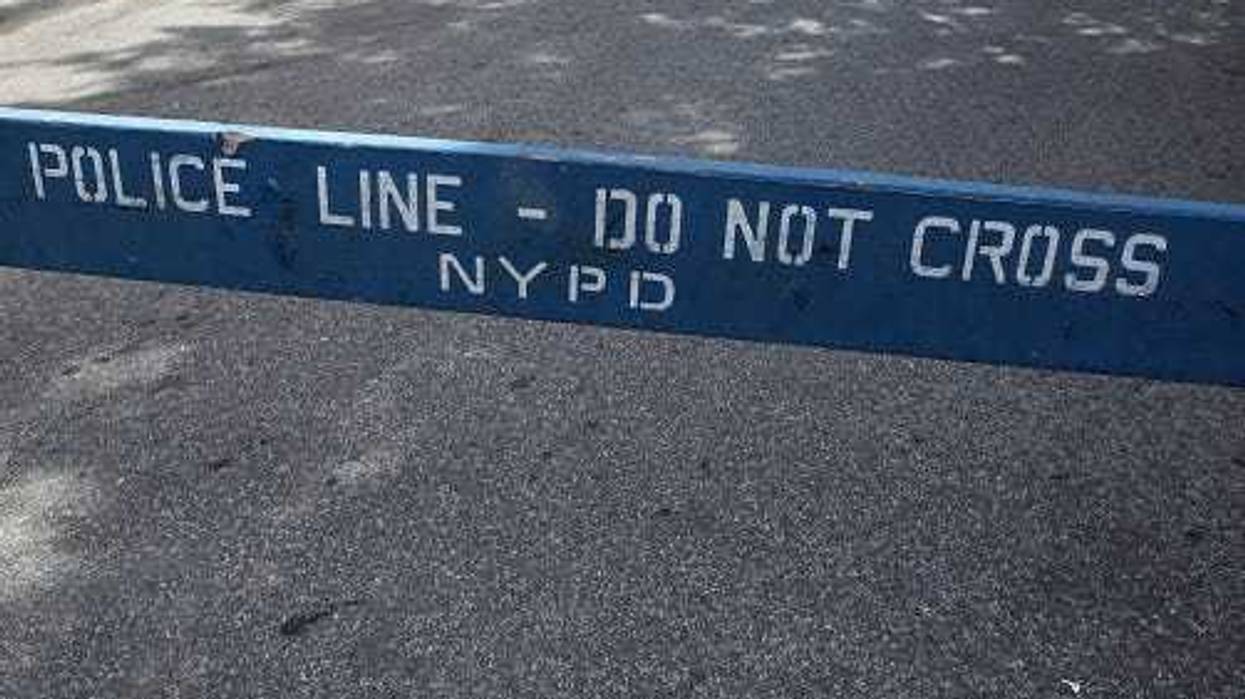 POLICE LINE - DO NOT CROSS
NYPD